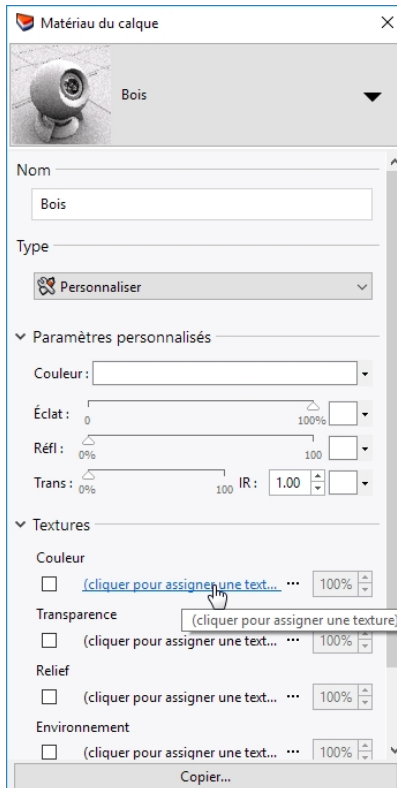 Matériau du calque
Bois
Nom
Bois
Type
Personnaliser
Paramètres personnalisés
Couleur :
Éclat : 0 100%
Réfl : 0% 100
Trans : 0% 100 IR : 1.00
Textures
Couleur
(cliquer pour assigner une text... ••• 100%
Transparence
(cliquer pour assigner une texture)
(cliquer pour assigner une text... ••• 100%
Relief
(cliquer pour assigner une text... ••• 100%
Environnement
(cliquer pour assigner une text... ••• 100%
Copier...